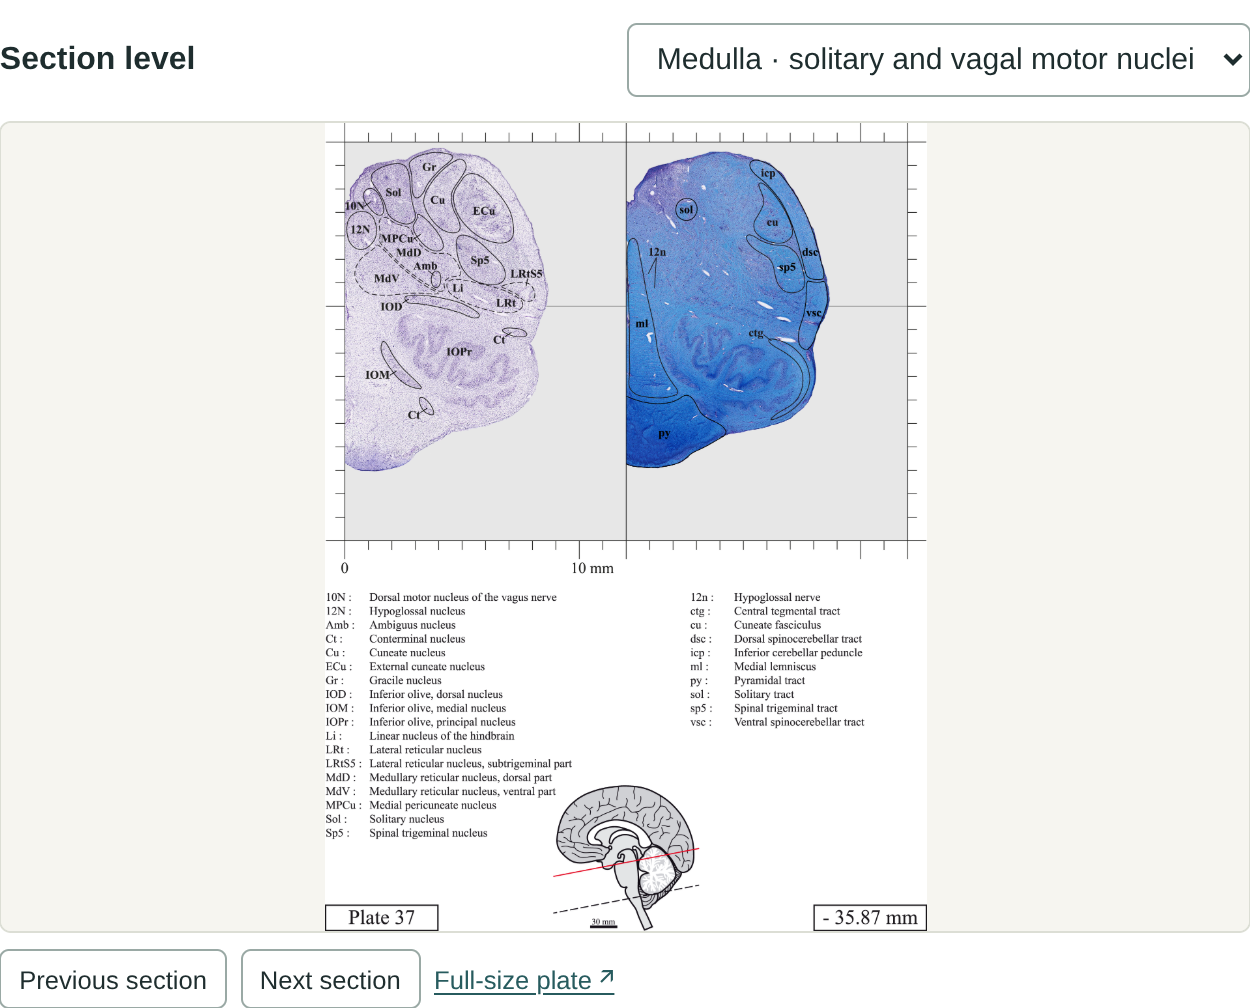 Section level
Medulla · solitary and vagal motor nuclei
Gr
Sol
icp
Cu
10N
ECu
sol
12N
cu
MPCu
MdD
12n
dsc
Sp5
Amb
sp5
LRtS5
MdV
Li
LRt
IOD
vsc
ml
Ct
ctg
IOPr
IOM
Ct
py
0
10 mm
10N : Dorsal motor nucleus of the vagus nerve
12N : Hypoglossal nucleus
Amb : Ambiguus nucleus
Ct : Conterminal nucleus
Cu : Cuneate nucleus
ECu : External cuneate nucleus
Gr : Gracile nucleus
IOD : Inferior olive, dorsal nucleus
IOM : Inferior olive, medial nucleus
IOPr : Inferior olive, principal nucleus
Li : Linear nucleus of the hindbrain
LRt : Lateral reticular nucleus
LRtS5 : Lateral reticular nucleus, subtrigeminal part
MdD : Medullary reticular nucleus, dorsal part
MdV : Medullary reticular nucleus, ventral part
MPCu : Medial pericuneate nucleus
Sol : Solitary nucleus
Sp5 : Spinal trigeminal nucleus
12n : Hypoglossal nerve
ctg : Central tegmental tract
cu : Cuneate fasciculus
dsc : Dorsal spinocerebellar tract
icp : Inferior cerebellar peduncle
ml : Medial lemniscus
py : Pyramidal tract
sol : Solitary tract
sp5 : Spinal trigeminal tract
vsc : Ventral spinocerebellar tract
30 mm
Plate 37
- 35.87 mm
Previous section
Next section
Full-size plate ↗